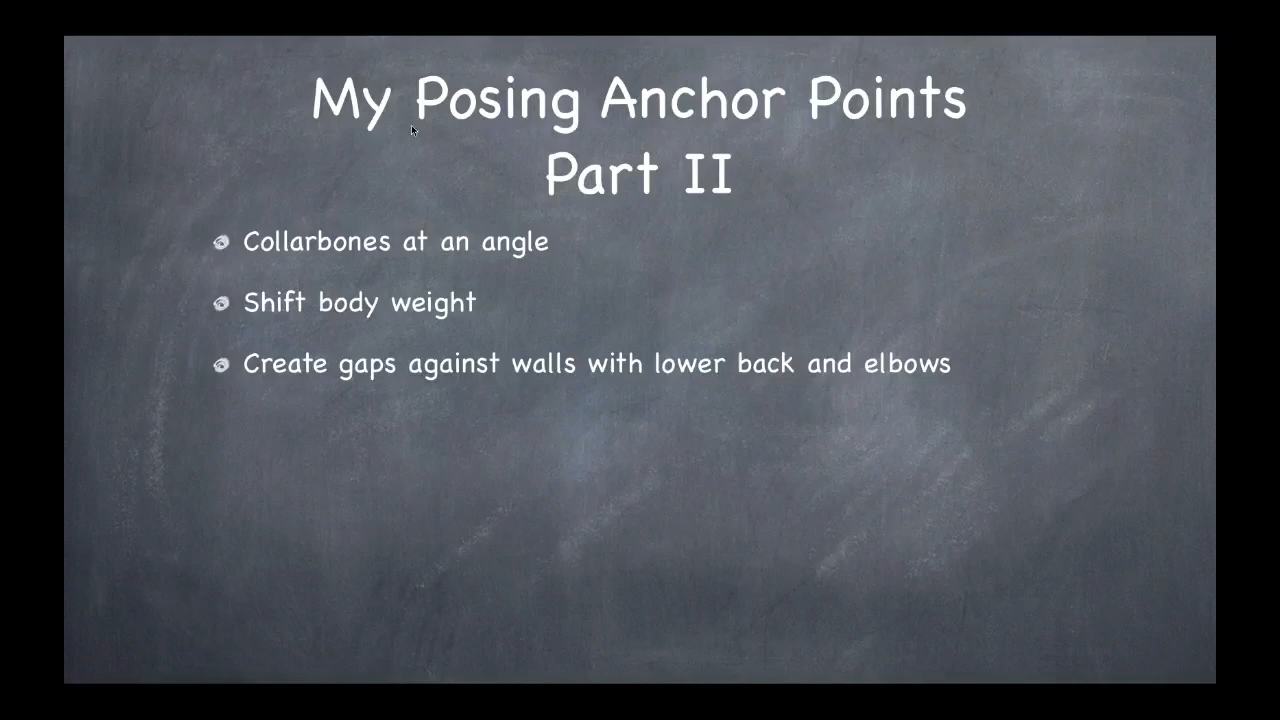 My Posing Anchor Points
Part II
Collarbones at an angle
Shift body weight
Create gaps against walls with lower back and elbows